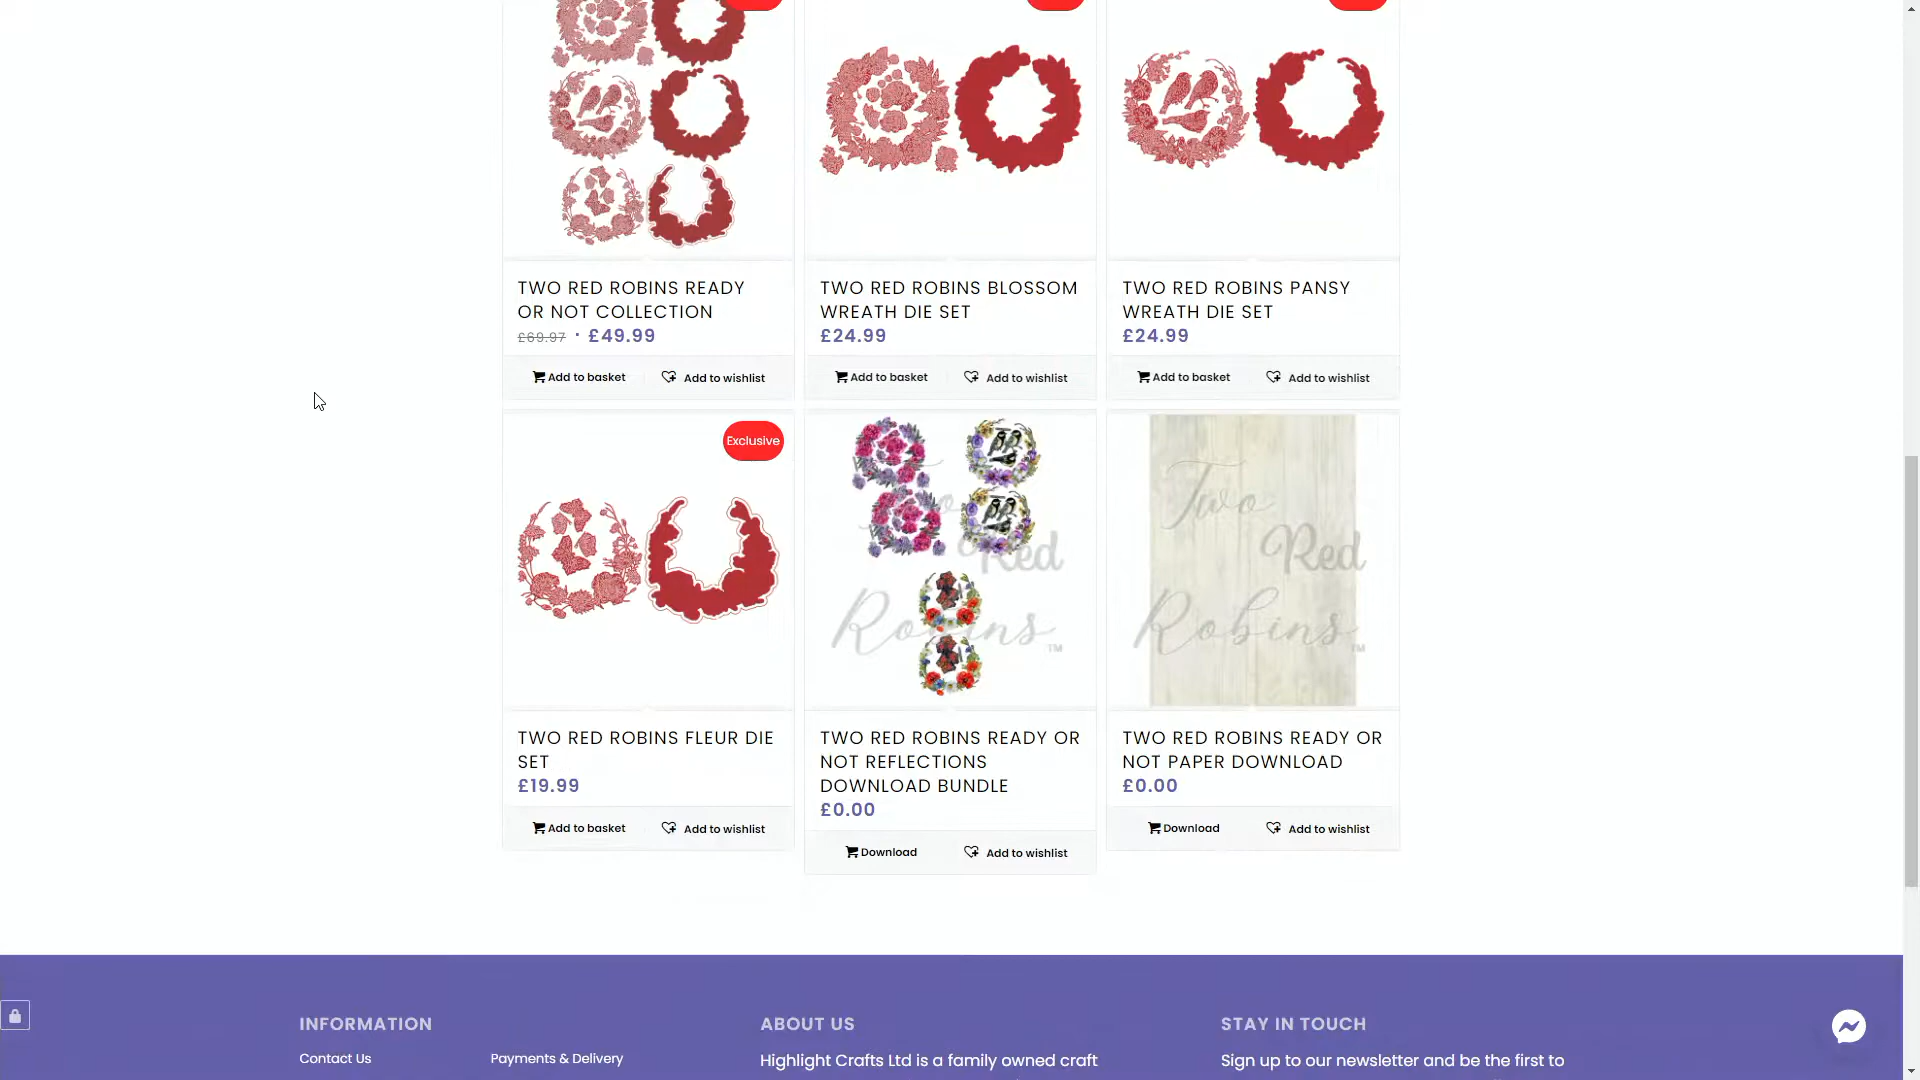 TWO RED ROBINS READY
OR NOT COLLECTION
£69.97 · £49.99
Add to basket
Add to wishlist
TWO RED ROBINS BLOSSOM
WREATH DIE SET
£24.99
Add to basket
Add to wishlist
TWO RED ROBINS PANSY
WREATH DIE SET
£24.99
Add to basket
Add to wishlist
Exclusive
TWO RED ROBINS FLEUR DIE
SET
£19.99
Add to basket
Add to wishlist
Two
Red
Robins™
TWO RED ROBINS READY OR
NOT REFLECTIONS
DOWNLOAD BUNDLE
£0.00
Download
Add to wishlist
Two
Red
Robins™
TWO RED ROBINS READY OR
NOT PAPER DOWNLOAD
£0.00
Download
Add to wishlist
INFORMATION
Contact Us
Payments & Delivery
ABOUT US
Highlight Crafts Ltd is a family owned craft
STAY IN TOUCH
Sign up to our newsletter and be the first to